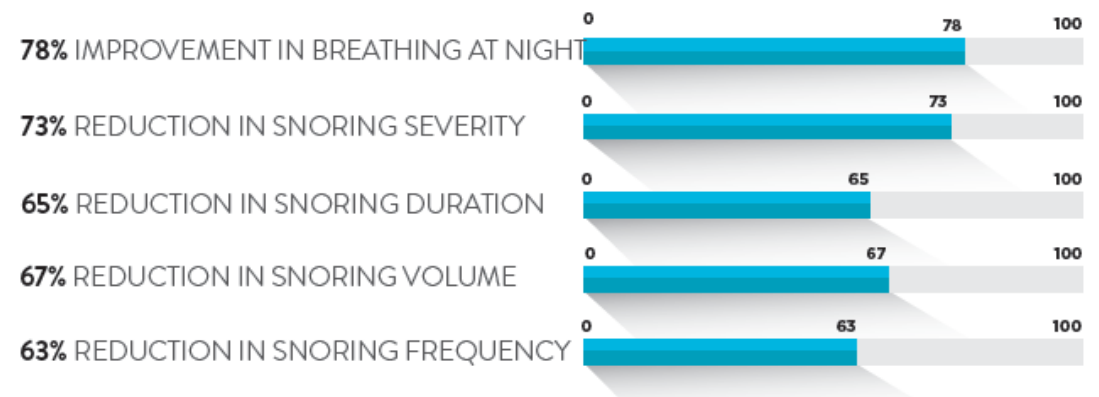 0 78 100
78% IMPROVEMENT IN BREATHING AT NIGHT
0 73 100
73% REDUCTION IN SNORING SEVERITY
0 65 100
65% REDUCTION IN SNORING DURATION
0 67 100
67% REDUCTION IN SNORING VOLUME
0 63 100
63% REDUCTION IN SNORING FREQUENCY